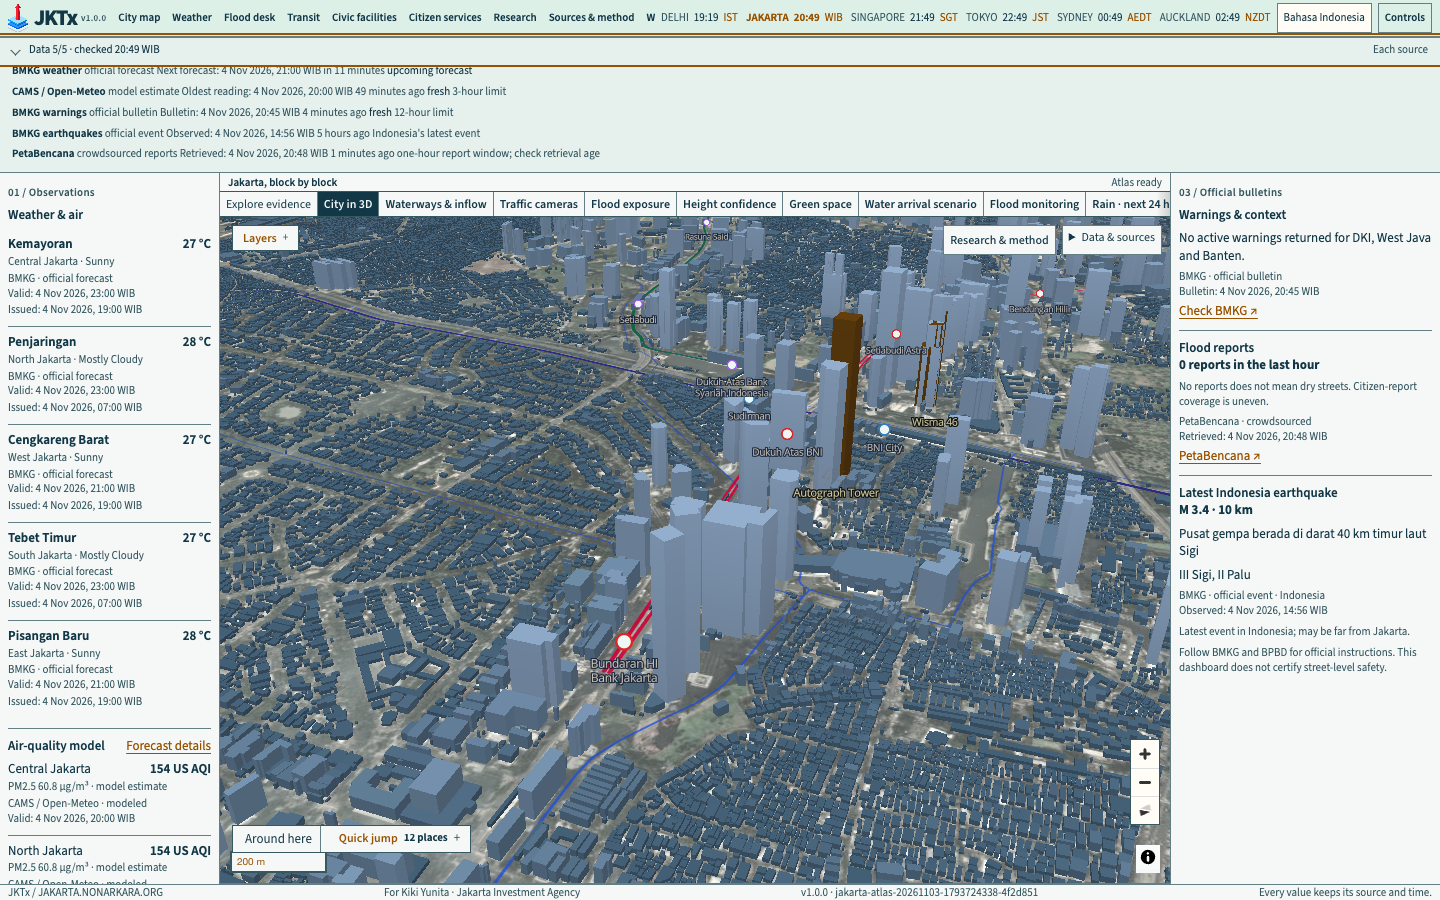 JKTx v1.0.0 City map Weather Flood desk Transit Civic facilities Citizen services Research Sources & method W DELHI 19:19 IST JAKARTA 20:49 WIB SINGAPORE 21:49 SGT TOKYO 22:49 JST SYDNEY 00:49 AEDT AUCKLAND 02:49 NZDT Bahasa Indonesia Controls
Data 5/5 · checked 20:49 WIB Each source
BMKG weather official forecast Next forecast: 4 Nov 2026, 21:00 WIB in 11 minutes upcoming forecast
CAMS / Open-Meteo model estimate Oldest reading: 4 Nov 2026, 20:00 WIB 49 minutes ago fresh 3-hour limit
BMKG warnings official bulletin Bulletin: 4 Nov 2026, 20:45 WIB 4 minutes ago fresh 12-hour limit
BMKG earthquakes official event Observed: 4 Nov 2026, 14:56 WIB 5 hours ago Indonesia's latest event
PetaBencana crowdsourced reports Retrieved: 4 Nov 2026, 20:48 WIB 1 minutes ago one-hour report window; check retrieval age
01 / Observations
Weather & air
Kemayoran 27 °C
Central Jakarta · Sunny
BMKG · official forecast
Valid: 4 Nov 2026, 23:00 WIB
Issued: 4 Nov 2026, 19:00 WIB
Penjaringan 28 °C
North Jakarta · Mostly Cloudy
BMKG · official forecast
Valid: 4 Nov 2026, 23:00 WIB
Issued: 4 Nov 2026, 07:00 WIB
Cengkareng Barat 27 °C
West Jakarta · Sunny
BMKG · official forecast
Valid: 4 Nov 2026, 21:00 WIB
Issued: 4 Nov 2026, 19:00 WIB
Tebet Timur 27 °C
South Jakarta · Mostly Cloudy
BMKG · official forecast
Valid: 4 Nov 2026, 23:00 WIB
Issued: 4 Nov 2026, 07:00 WIB
Pisangan Baru 28 °C
East Jakarta · Sunny
BMKG · official forecast
Valid: 4 Nov 2026, 21:00 WIB
Issued: 4 Nov 2026, 19:00 WIB
Air-quality model Forecast details
Central Jakarta 154 US AQI
PM2.5 60.8 µg/m³ · model estimate
CAMS / Open-Meteo · modeled
Valid: 4 Nov 2026, 20:00 WIB
North Jakarta 154 US AQI
PM2.5 60.8 µg/m³ · model estimate
CAMS / Open-Meteo · modeled
Jakarta, block by block Atlas ready
Explore evidence City in 3D Waterways & inflow Traffic cameras Flood exposure Height confidence Green space Water arrival scenario Flood monitoring Rain · next 24 h
Layers + Research & method Data & sources
Rasuna Said
Bendungan Hilir
Setiabudi
Setiabudi Astra
Dukuh Atas Bank
Syariah Indonesia
Sudirman
Wisma 46
Dukuh Atas BNI
BNI City
Autograph Tower
Bundaran HI
Bank Jakarta
Around here Quick jump 12 places +
200 m
03 / Official bulletins
Warnings & context
No active warnings returned for DKI, West Java
and Banten.
BMKG · official bulletin
Bulletin: 4 Nov 2026, 20:45 WIB
Check BMKG ↗
Flood reports
0 reports in the last hour
No reports does not mean dry streets. Citizen-report
coverage is uneven.
PetaBencana · crowdsourced
Retrieved: 4 Nov 2026, 20:48 WIB
PetaBencana ↗
Latest Indonesia earthquake
M 3.4 · 10 km
Pusat gempa berada di darat 40 km timur laut
Sigi
III Sigi, II Palu
BMKG · official event · Indonesia
Observed: 4 Nov 2026, 14:56 WIB
Latest event in Indonesia; may be far from Jakarta.
Follow BMKG and BPBD for official instructions. This
dashboard does not certify street-level safety.
JKTx / JAKARTA.NONARKARA.ORG For Kiki Yunita · Jakarta Investment Agency v1.0.0 · jakarta-atlas-20261103-1793724338-4f2d851 Every value keeps its source and time.